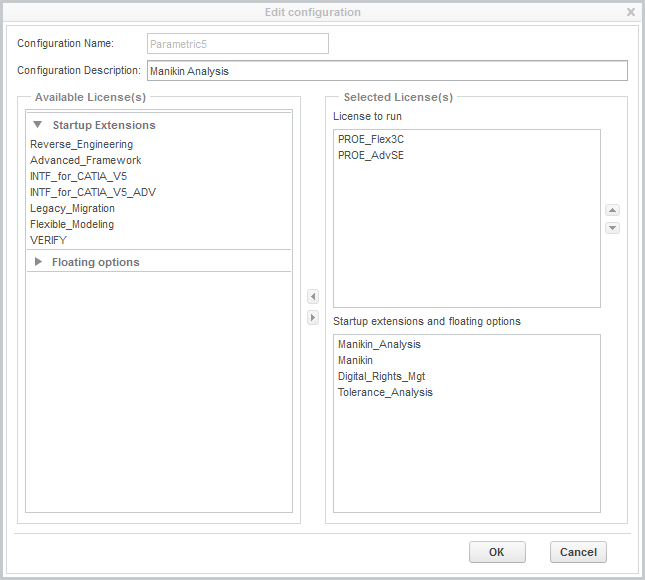 Edit configuration
Configuration Name: Parametric5
Configuration Description: Manikin Analysis
Available License(s)
Startup Extensions
Reverse_Engineering
Advanced_Framework
INTF_for_CATIA_V5
INTF_for_CATIA_V5_ADV
Legacy_Migration
Flexible_Modeling
VERIFY
Floating options
Selected License(s)
License to run
PROE_Flex3C
PROE_AdvSE
Startup extensions and floating options
Manikin_Analysis
Manikin
Digital_Rights_Mgt
Tolerance_Analysis
OK Cancel